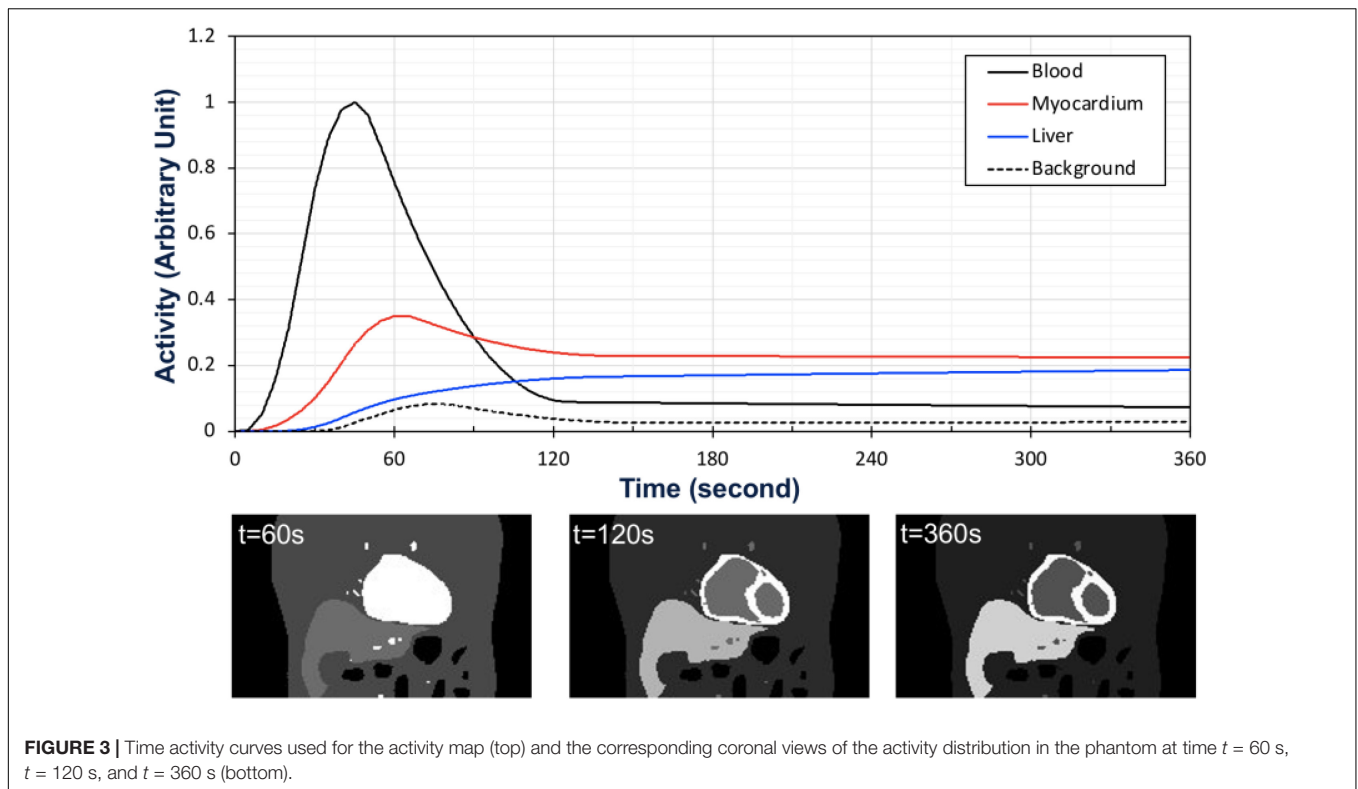 1.2
1
0.8
0.6
0.4
0.2
0
Activity (Arbitrary Unit)
Blood
Myocardium
Liver
Background
0 60 120 180 240 300 360
Time (second)
t=60s
t=120s
t=360s
FIGURE 3 | Time activity curves used for the activity map (top) and the corresponding coronal views of the activity distribution in the phantom at time t = 60 s,
t = 120 s, and t = 360 s (bottom).